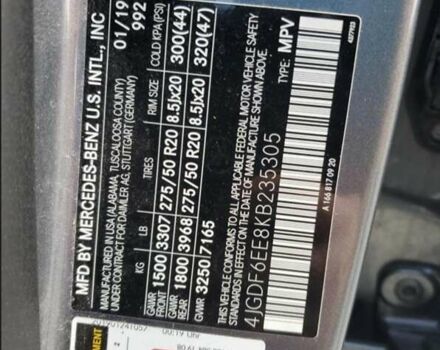 MFD BY MERCEDES-BENZ U.S. INTL., INC
IN USA (ALABAMA, TUSCALOOSA COUNTY)
UNDER CONTRACT FOR DAIMLER AG, STUTTGART (GERMANY)
01/19
992
KG LB TIRES RIM SIZE COLD KPA (PSI)
GAWR FRONT 1500 3307 275/50 R20 8.5Jx20 300(44)
GAWR REAR 1800 3968 275/50 R20 8.5Jx20 320(47)
GVWR 3250 7165
THIS VEHICLE CONFORMS TO ALL APPLICABLE FEDERAL MOTOR VEHICLE SAFETY
STANDARDS IN EFFECT ON THE DATE OF MANUFACTURE SHOWN ABOVE
4JGDF6EE8KB235305
TYPE: MPV
A 166 817 09 20
00:19 Uhr